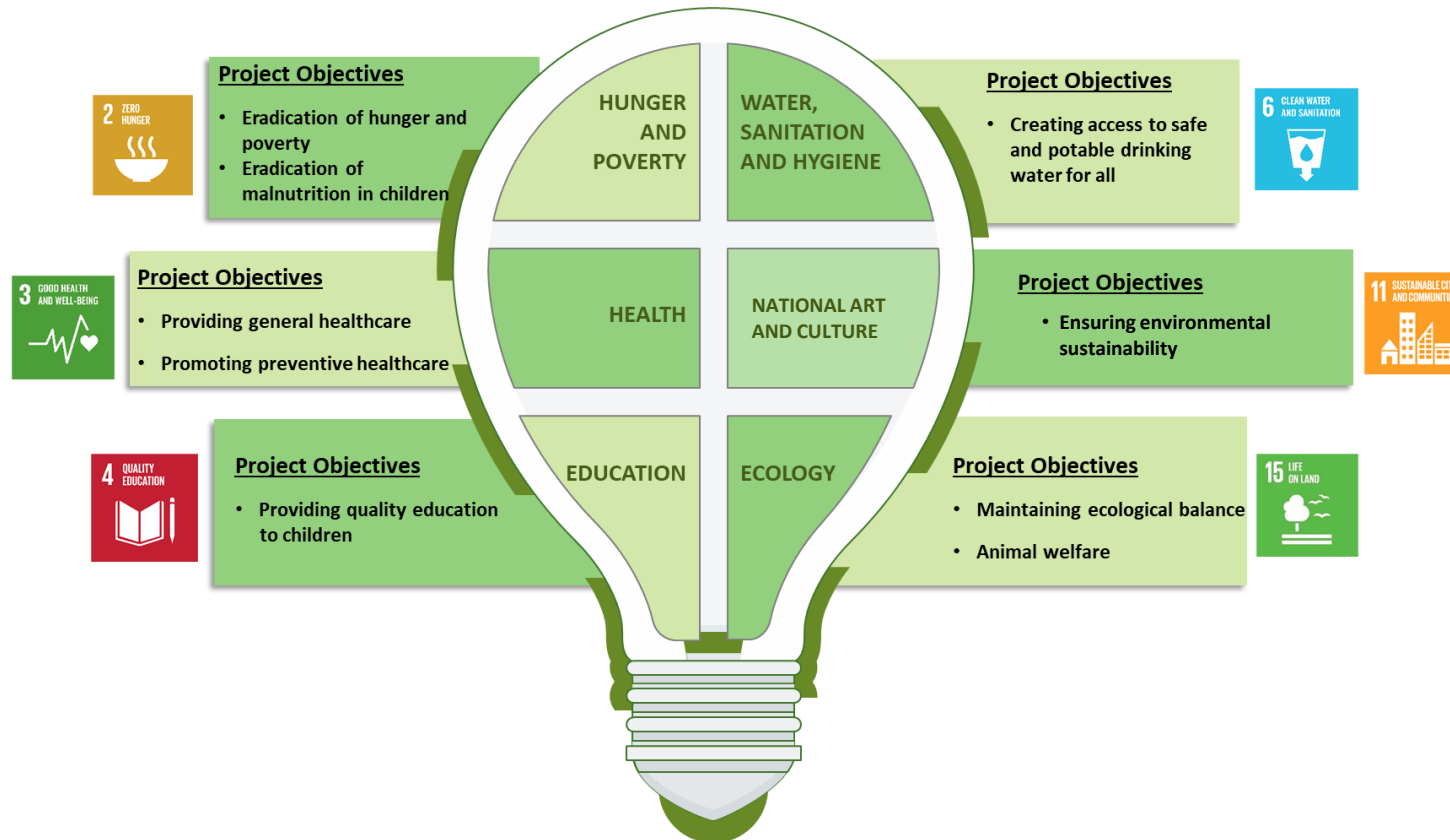 Project Objectives
• Eradication of hunger and
poverty
• Eradication of
malnutrition in children
2 ZERO
HUNGER
HUNGER
AND
POVERTY
WATER,
SANITATION
AND HYGIENE
Project Objectives
• Creating access to safe
and potable drinking
water for all
6 CLEAN WATER
AND SANITATION
3 GOOD HEALTH
AND WELL-BEING
Project Objectives
• Providing general healthcare
• Promoting preventive healthcare
HEALTH
NATIONAL ART
AND CULTURE
Project Objectives
• Ensuring environmental
sustainability
11 SUSTAINABLE CIT
AND COMMUNITI
4 QUALITY
EDUCATION
Project Objectives
• Providing quality education
to children
EDUCATION
ECOLOGY
Project Objectives
• Maintaining ecological balance
• Animal welfare
15 LIFE
ON LAND